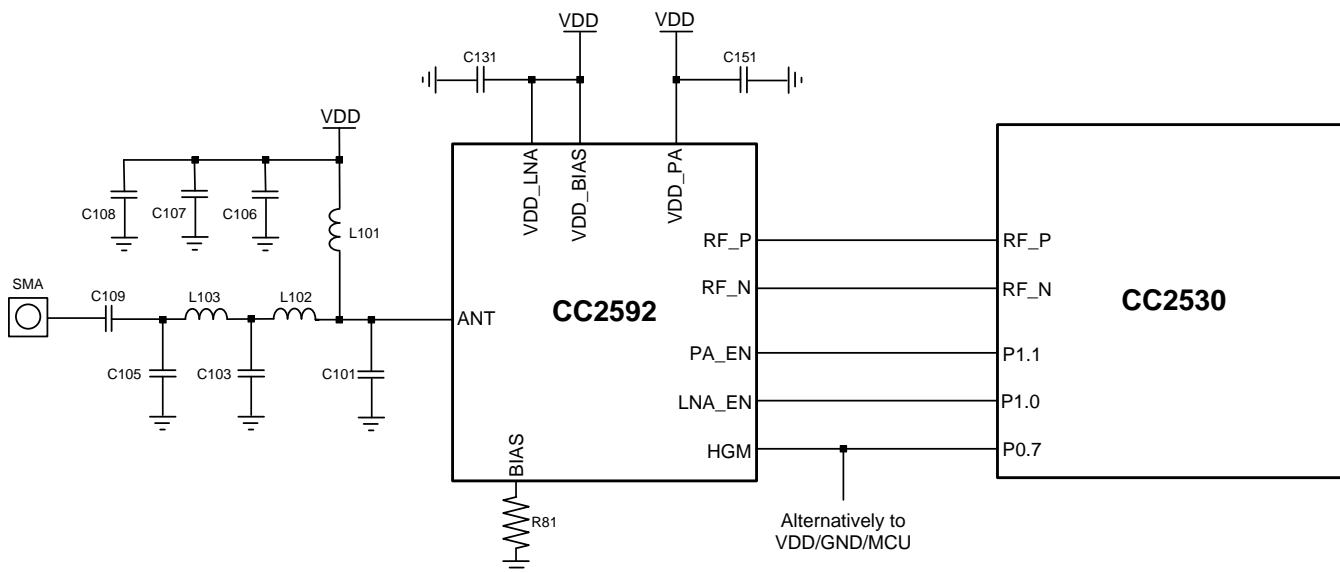 VDD
VDD
C131
C151
VDD
VDD_LNA
VDD_BIAS
VDD_PA
C108
C107
C106
L101
RF_P
RF_P
SMA
C109
L103
L102
RF_N
RF_N
CC2592
CC2530
ANT
PA_EN
P1.1
C105
C103
C101
LNA_EN
P1.0
BIAS
HGM
P0.7
R81
Alternatively to
VDD/GND/MCU